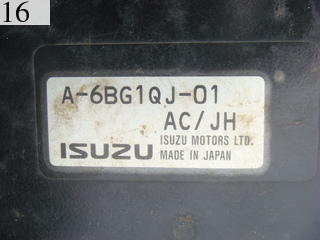 16
A-6BG1QJ-01
AC/JH
ISUZU MOTORS LTD.
ISUZU MADE IN JAPAN